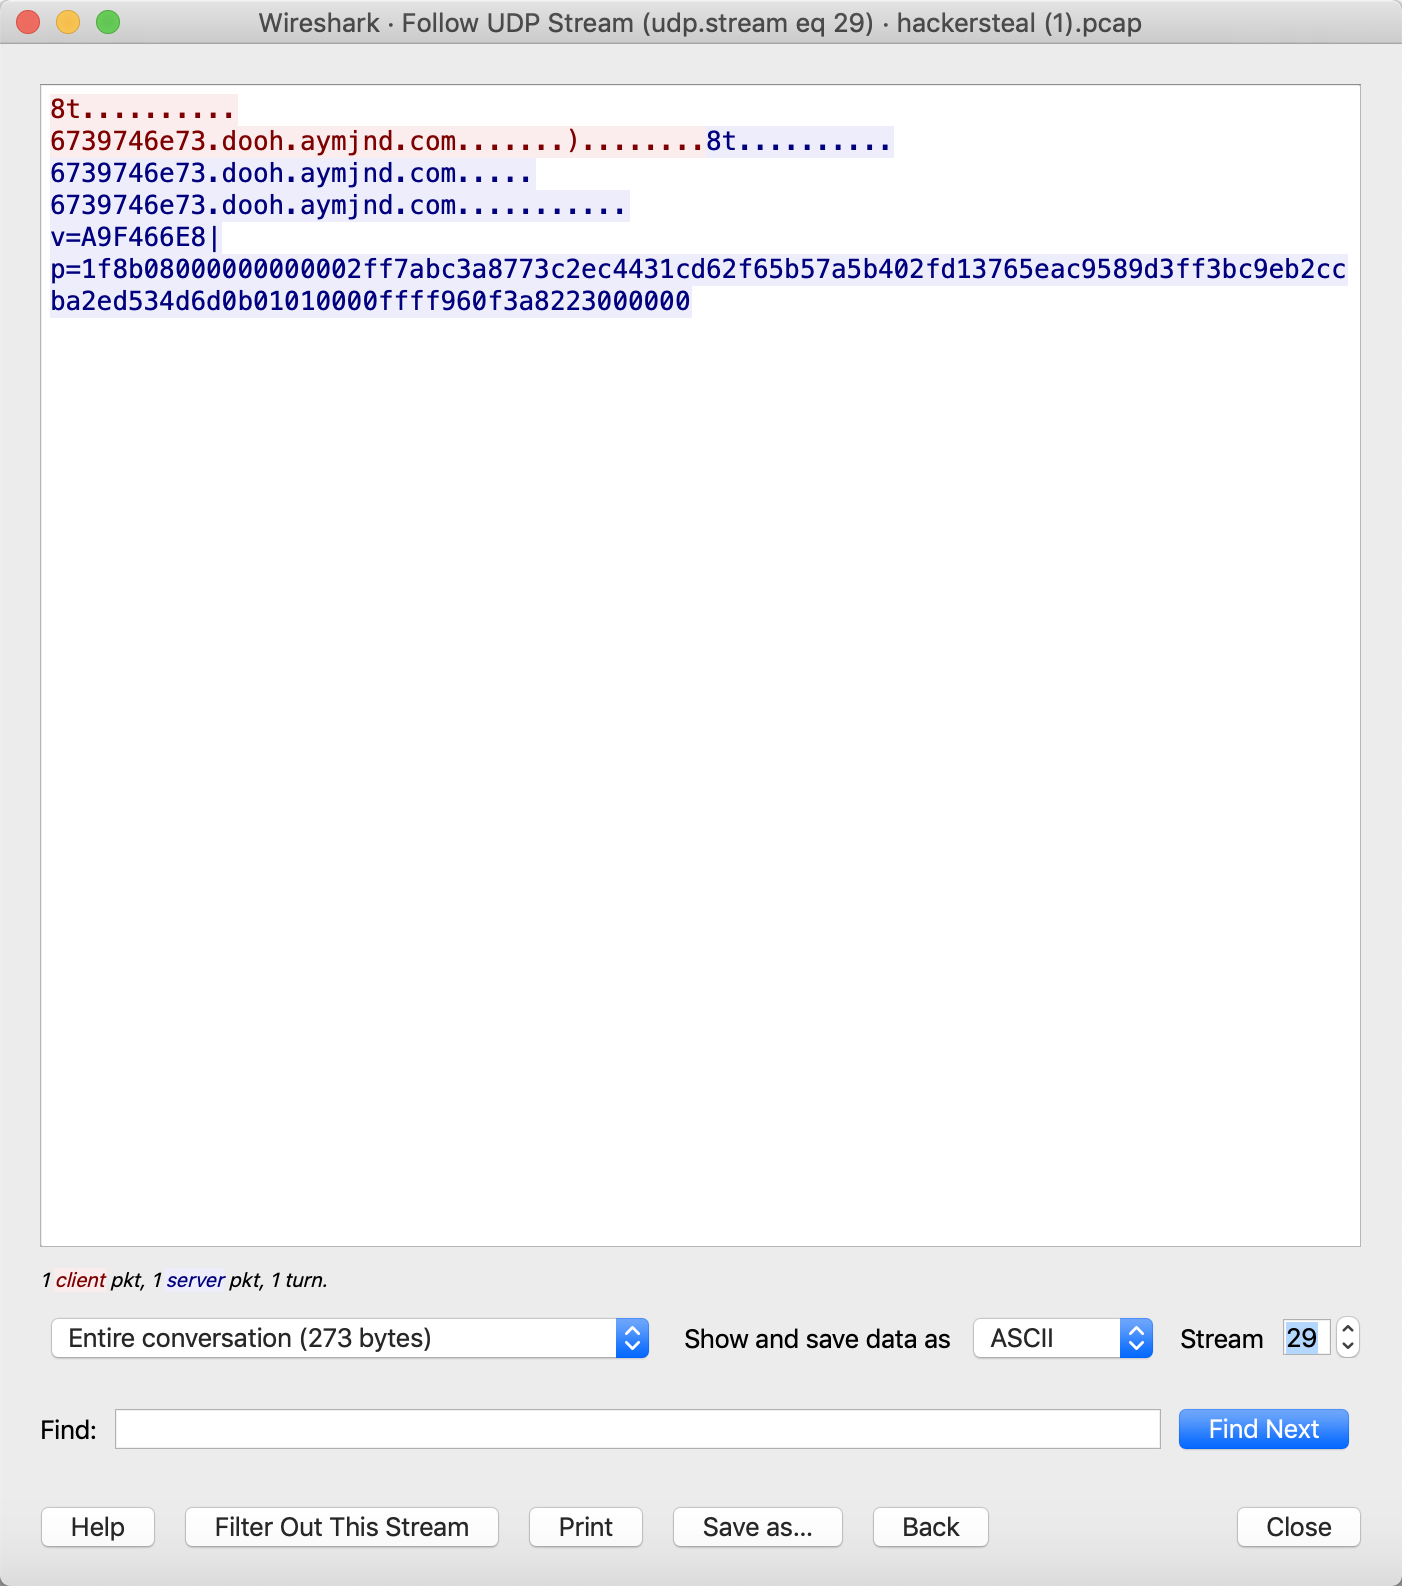 Wireshark · Follow UDP Stream (udp.stream eq 29) · hackersteal (1).pcap
8t..........
6739746e73.dooh.aymjnd.com.......)........8t..........
6739746e73.dooh.aymjnd.com.....
6739746e73.dooh.aymjnd.com...........
v=A9F466E8|
p=1f8b08000000000002ff7abc3a8773c2ec4431cd62f65b57a5b402fd13765eac9589d3ff3bc9eb2cc
ba2ed534d6d0b01010000ffff960f3a8223000000
1 client pkt, 1 server pkt, 1 turn.
Entire conversation (273 bytes) Show and save data as ASCII Stream 29
Find: Find Next
Help Filter Out This Stream Print Save as... Back Close